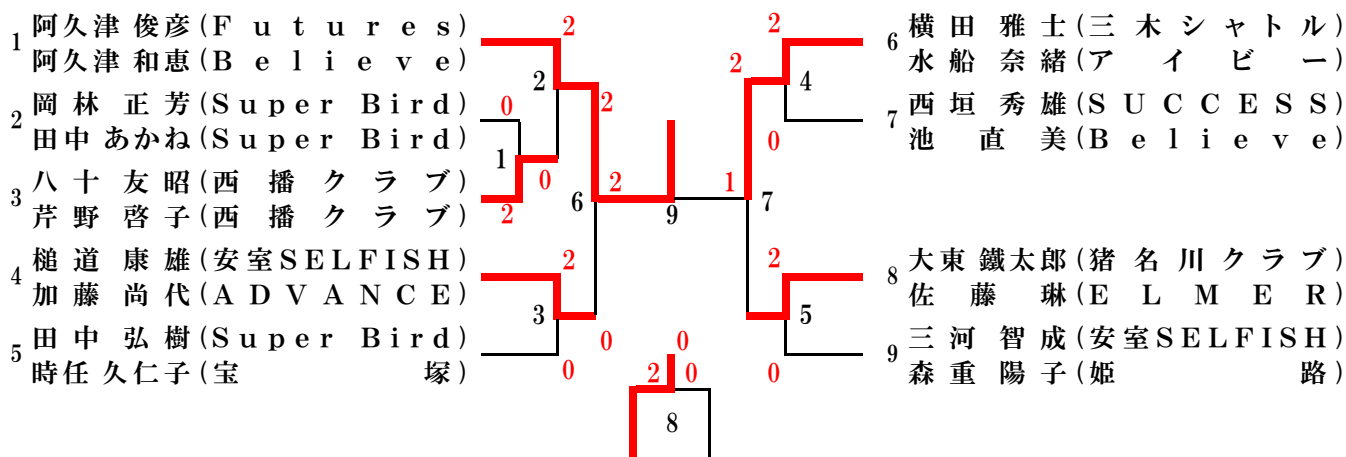 1 阿久津 俊彦 (Futures)
阿久津 和恵 (Believe)
2 岡林 正芳 (Super Bird)
田中 あかね (Super Bird)
3 八十 友昭 (西播クラブ)
芹野 啓子 (西播クラブ)
4 槌道 康雄 (安室SELFISH)
加藤 尚代 (ADVANCE)
5 田中 弘樹 (Super Bird)
時任 久仁子 (宝塚)
2
2
2
0
1
0
2
6
2
2
3
0
0
9
0
2 0
8
2
2
4
0
1
7
2
5
0
6 横田 雅士 (三木シャトル)
水船 奈緒 (アイビー)
7 西垣 秀雄 (SUCCESS)
池 直美 (Believe)
8 大東 鐵太郎 (猪名川クラブ)
佐藤 琳 (ELMER)
9 三河 智成 (安室SELFISH)
森重 陽子 (姫路)